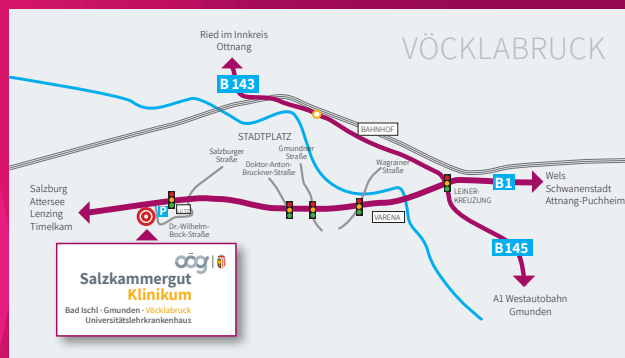 Ried im Innkreis
Ottnang
VÖCKLABRUCK
B 143
BAHNHOF
STADTPLATZ
Salzburger
Straße
Gmundner
Straße
Doktor-Anton-
Bruckner-Straße
Wagrainer
Straße
B1
Wels
Schwanenstadt
Attnang-Puchheim
LEINER-
KREUZUNG
Salzburg
Attersee
Lenzing
Timelkam
P
VARENA
Dr.-Wilhelm-
Bock-Straße
B145
A1 Westautobahn
Gmunden
oög
Salzkammergut
Klinikum
Bad Ischl · Gmunden · Vöcklabruck
Universitätslehrkrankenhaus